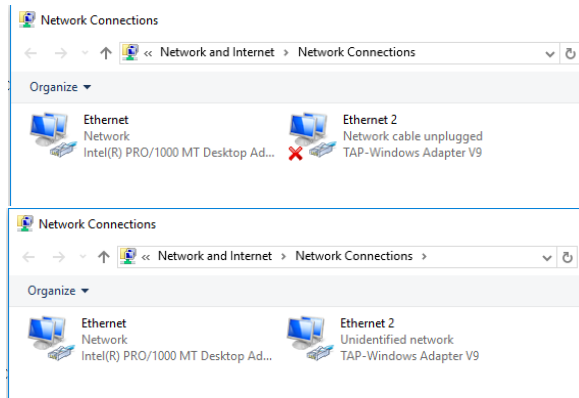 Network Connections
« Network and Internet > Network Connections
Organize
Ethernet
Network
Intel(R) PRO/1000 MT Desktop Ad...
Ethernet 2
Network cable unplugged
TAP-Windows Adapter V9
Network Connections
« Network and Internet > Network Connections >
Organize
Ethernet
Network
Intel(R) PRO/1000 MT Desktop Ad...
Ethernet 2
Unidentified network
TAP-Windows Adapter V9